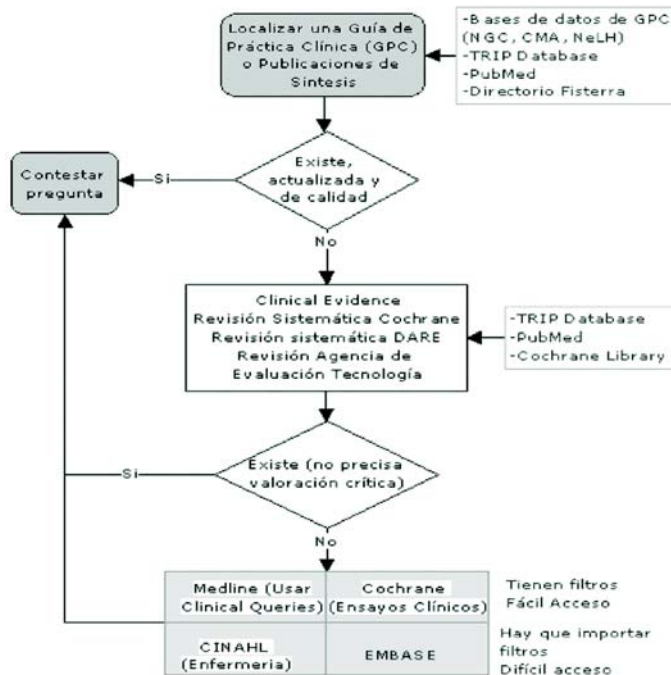 Localizar una Guía de
Práctica Clínica (GPC)
o Publicaciones de
Síntesis
-Bases de datos de GPC
(NGC, CMA, NeLH)
-TRIP Database
-PubMed
-Directorio Fisterra
Existe,
actualizada y
de calidad
Si
Contestar
pregunta
No
Clinical Evidence
Revisión Sistemática Cochrane
Revisión sistemática DARE
Revisión Agencia de
Evaluación Tecnología
-TRIP Database
-PubMed
-Cochrane Library
Existe (no precisa
valoración crítica)
Si
No
Medline (Usar
Clinical Queries)
Cochrane
(Ensayos Clínicos)
Tienen filtros
Fácil Acceso
CINAHL
(Enfermeria)
EMBASE
Hay que importar
filtros
Difícil acceso